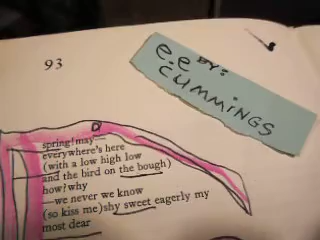 93
BY:
e.e
CUMMINGS
spring!may—
everywhere's here
(with a low high low
and the bird on the bough)
how?why
—we never we know
(so kiss me)shy sweet eagerly my
most dear